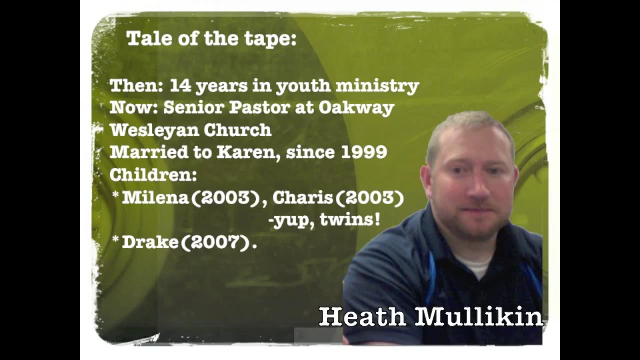 Tale of the tape:
Then: 14 years in youth ministry
Now: Senior Pastor at Oakway
Wesleyan Church
Married to Karen, since 1999
Children:
*Milena(2003), Charis(2003)
-yup, twins!
*Drake(2007).
Heath Mullikin